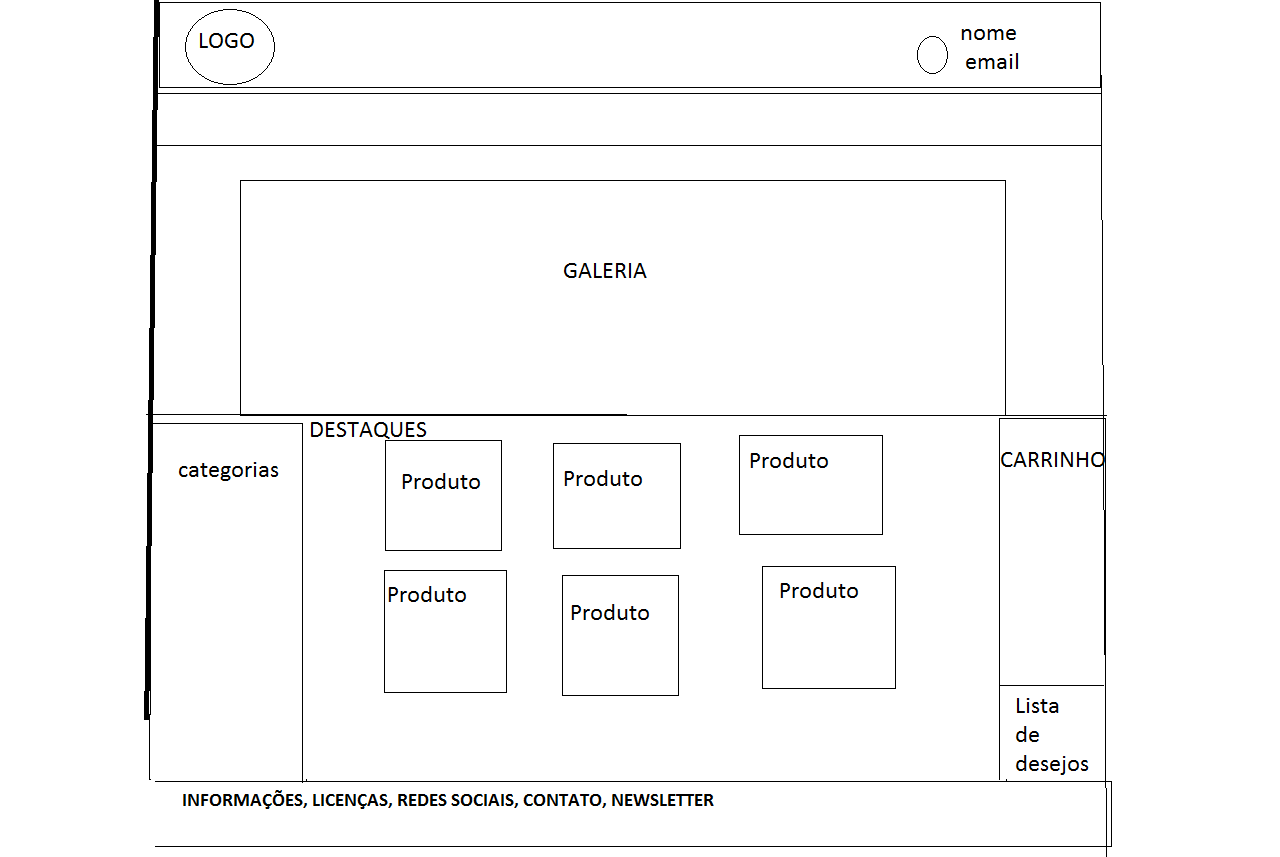 LOGO
nome
email
GALERIA
DESTAQUES
categorias
Produto
Produto
Produto
CARRINHO
Produto
Produto
Produto
Lista
de
desejos
INFORMAÇÕES, LICENÇAS, REDES SOCIAIS, CONTATO, NEWSLETTER